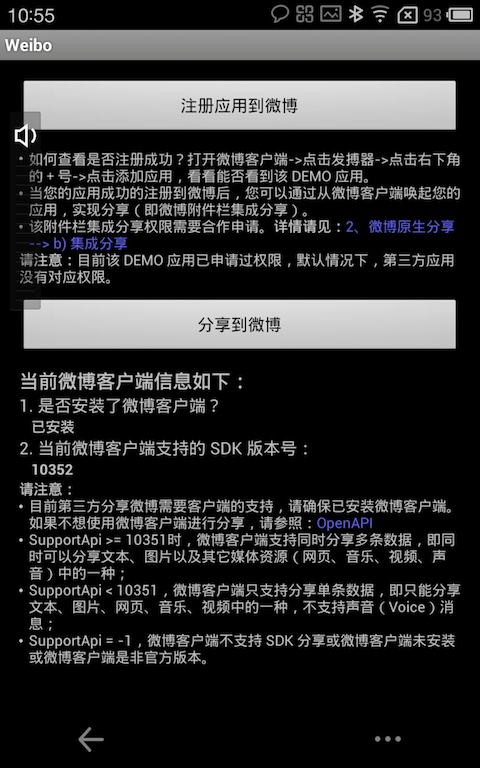 10:55
93
Weibo
注册应用到微博
• 如何查看是否注册成功？打开微博客户端->点击发搏器->点击右下角
的 + 号->点击添加应用，看看能否看到该 DEMO 应用。
• 当您的应用成功的注册到微博后，您可以通过从微博客户端唤起您的
应用，实现分享（即微博附件栏集成分享）。
• 该附件栏集成分享权限需要合作申请。详情请见：2、微博原生分享
--> b) 集成分享
请注意：目前该 DEMO 应用已申请过权限，默认情况下，第三方应用
没有对应权限。
分享到微博
当前微博客户端信息如下：
1. 是否安装了微博客户端？
已安装
2. 当前微博客户端支持的 SDK 版本号：
10352
请注意：
• 目前第三方分享微博需要客户端的支持，请确保已安装微博客户端。
如果不想使用微博客户端进行分享，请参照：OpenAPI
• SupportApi >= 10351时，微博客户端支持同时分享多条数据，即同
时可以分享文本、图片以及其它媒体资源（网页、音乐、视频、声
音）中的一种；
• SupportApi < 10351，微博客户端只支持分享单条数据，即只能分享
文本、图片、网页、音乐、视频中的一种，不支持声音（Voice）消
息；
• SupportApi = -1，微博客户端不支持 SDK 分享或微博客户端未安装
或微博客户端是非官方版本。